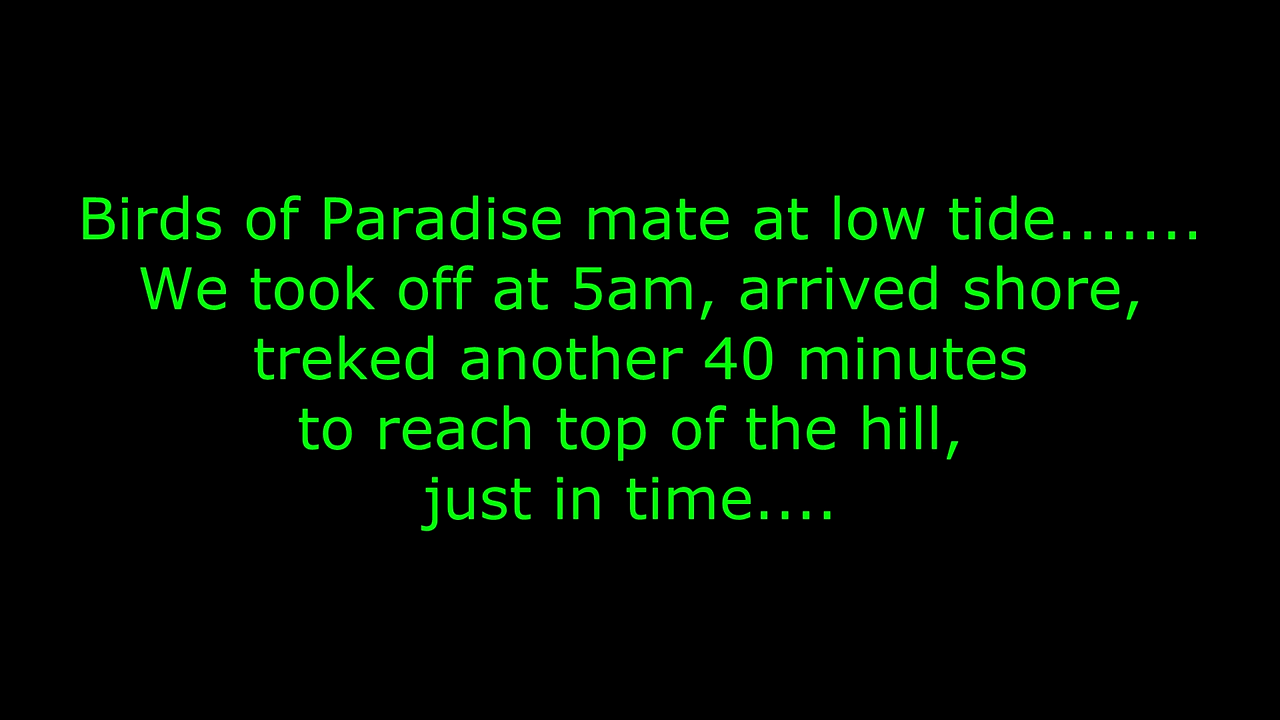 Birds of Paradise mate at low tide.......
We took off at 5am, arrived shore,
treked another 40 minutes
to reach top of the hill,
just in time....